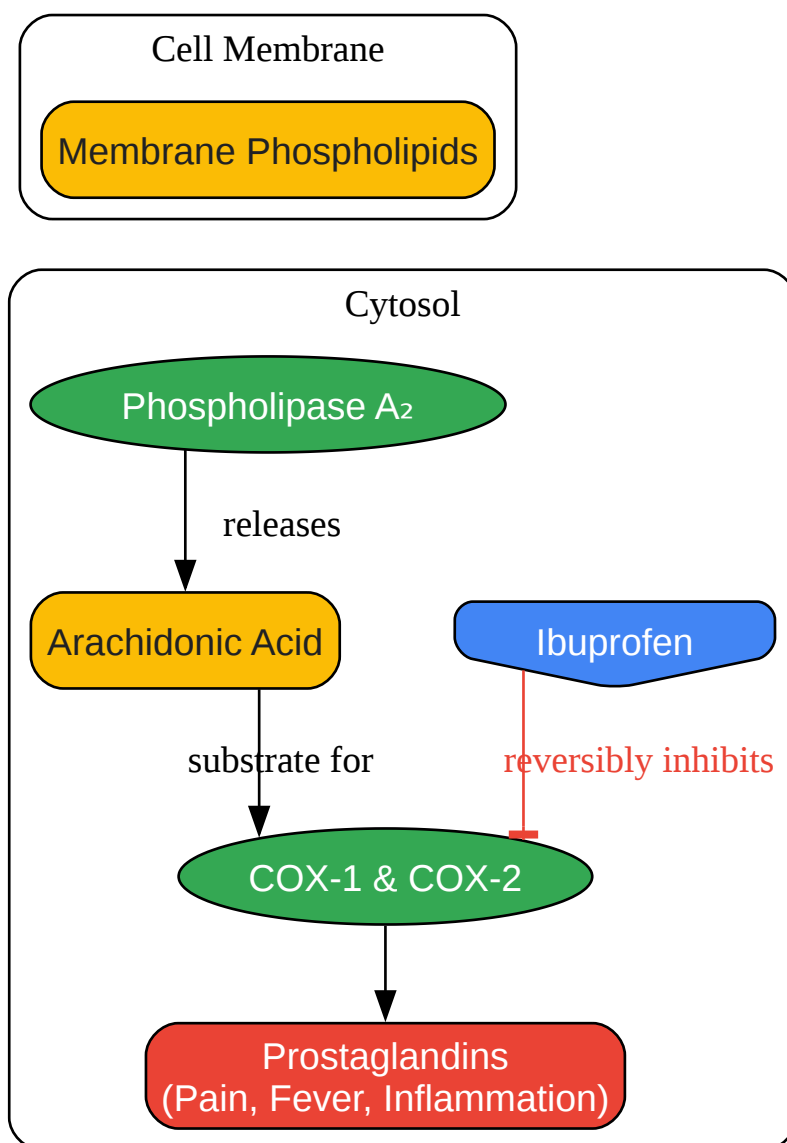 Cell Membrane
Membrane Phospholipids
Cytosol
Phospholipase A₂
releases
Arachidonic Acid
Ibuprofen
substrate for
reversibly inhibits
COX-1 & COX-2
Prostaglandins
(Pain, Fever, Inflammation)